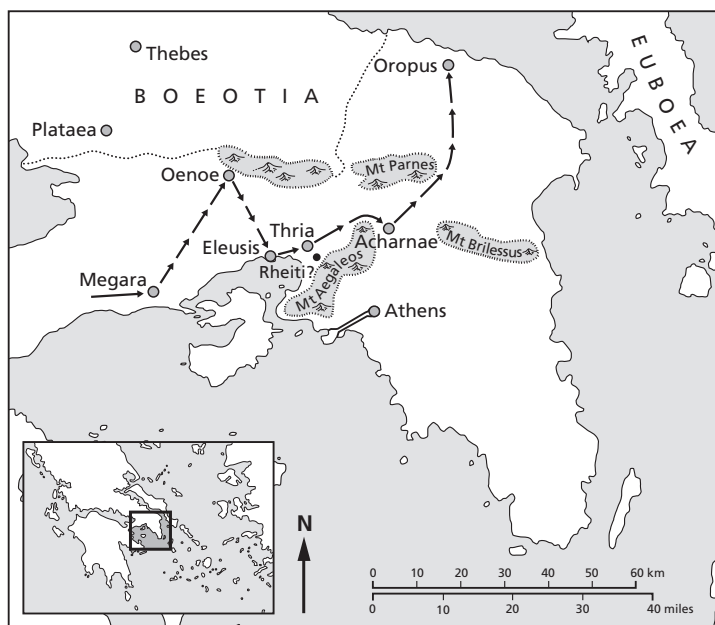 Thebes
Oropus
EUBOEA
BOEOTIA
Plataea
Mt Parnes
Oenoe
Thria
Acharnae
Mt Brilessus
Eleusis
Rheiti?
Mt Aegaleos
Megara
Athens
N
0 10 20 30 40 50 60 km
0 10 20 30 40 miles